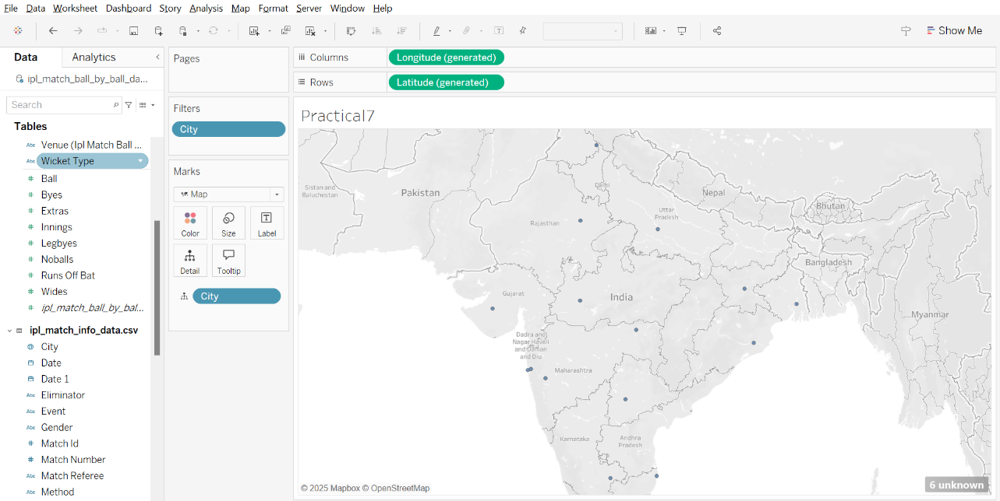 File Data Worksheet Dashboard Story Analysis Map Format Server Window Help
Show Me
Data Analytics
ipl_match_ball_by_ball_da...
Search
Tables
Abc Venue (Ipl Match Ball ...
Abc Wicket Type
# Ball
# Byes
# Extras
# Innings
# Legbyes
# Noballs
# Runs Off Bat
# Wides
# ipl_match_ball_by_bal...
ipl_match_info_data.csv
City
Date
Date 1
Abc Eliminator
Abc Event
Abc Gender
# Match Id
# Match Number
Abc Match Referee
Abc Method
Pages
Filters
City
Marks
Map
Color Size Label
Detail Tooltip
City
Columns Longitude (generated)
Rows Latitude (generated)
Practical7
Sistan and
Baluchestan
Pakistan
Delhi
Nepal
Bhutan
Uttar
Pradesh
Rajasthan
Bangladesh
Gujarat
India
Myanmar
Dadra and
Nagar Haveli
and Daman
and Diu
Maharashtra
Karnataka
Andhra
Pradesh
© 2025 Mapbox © OpenStreetMap
6 unknown